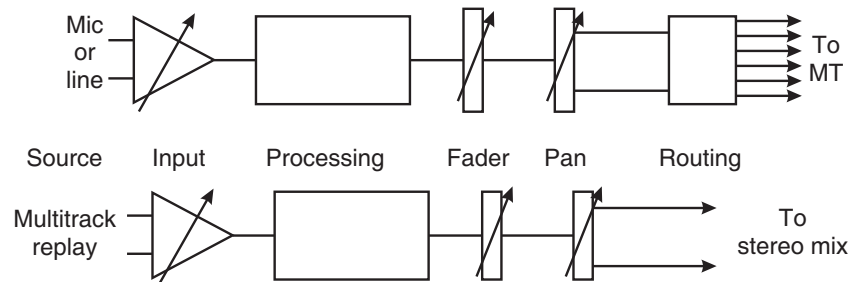 Mic
or
line
To
MT
Source Input Processing Fader Pan Routing
Multitrack
replay
To
stereo mix